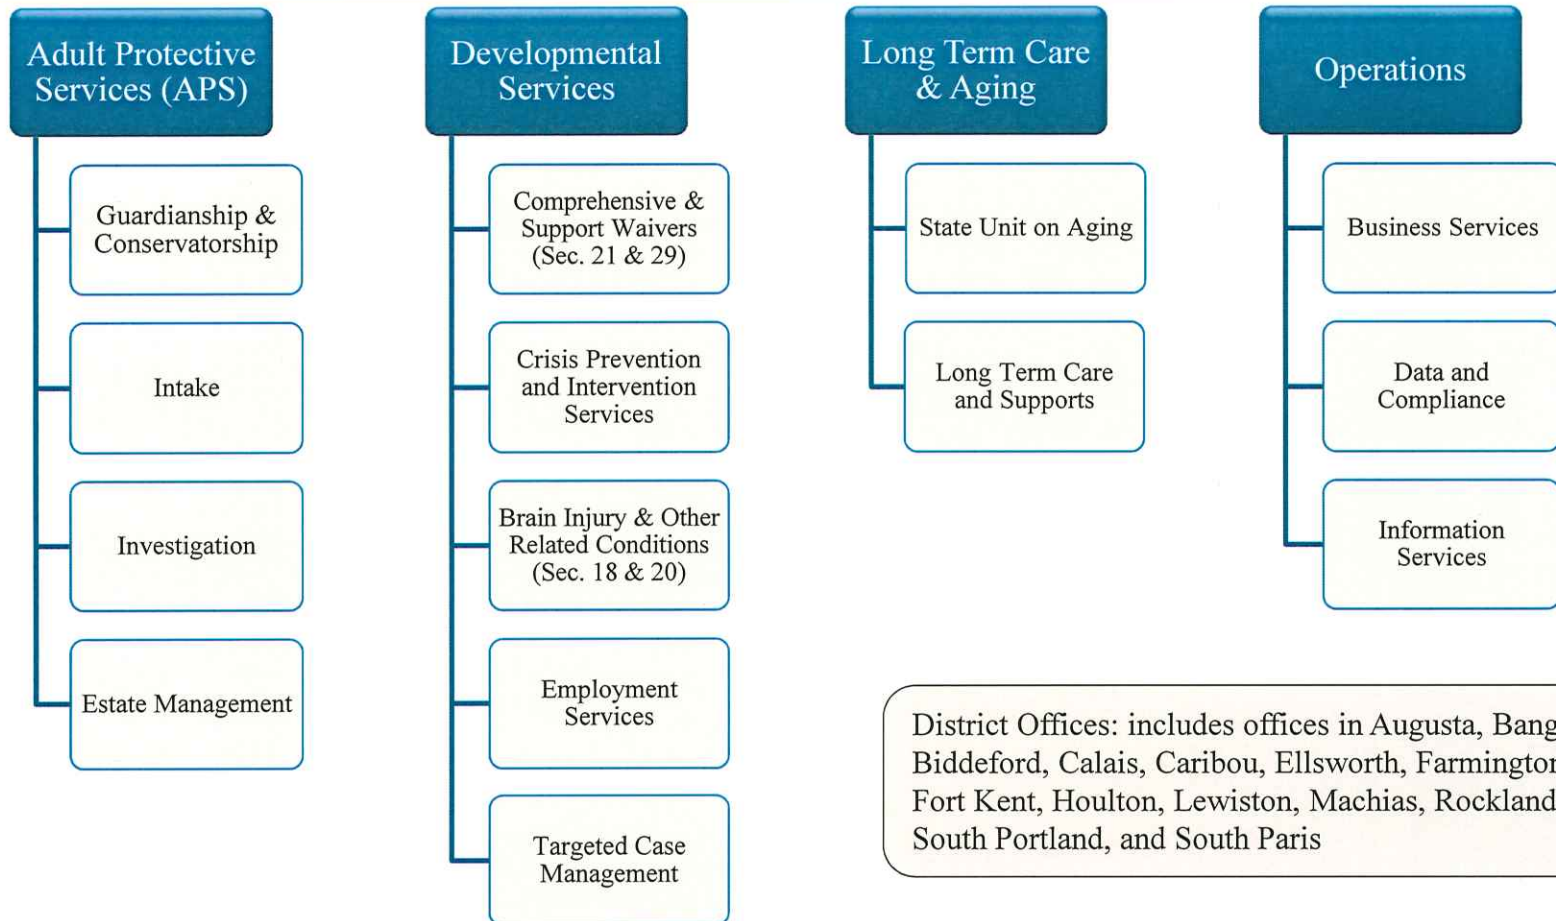 Adult Protective
Services (APS)
Guardianship &
Conservatorship
Intake
Investigation
Estate Management
Developmental
Services
Comprehensive &
Support Waivers
(Sec. 21 & 29)
Crisis Prevention
and Intervention
Services
Brain Injury & Other
Related Conditions
(Sec. 18 & 20)
Employment
Services
Targeted Case
Management
Long Term Care
& Aging
State Unit on Aging
Long Term Care
and Supports
Operations
Business Services
Data and
Compliance
Information
Services
District Offices: includes offices in Augusta, Bang
Biddeford, Calais, Caribou, Ellsworth, Farmington
Fort Kent, Houlton, Lewiston, Machias, Rockland
South Portland, and South Paris